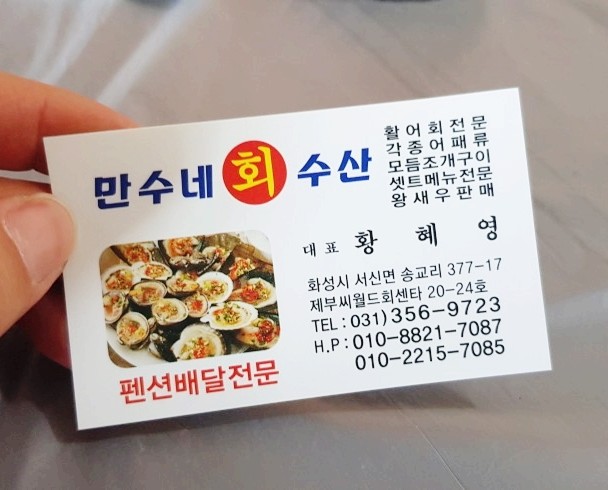 만수네 회 수산
활어회전문
각종어패류
모듬조개구이
셋트메뉴전문
왕새우판매
대표 황혜영
화성시 서신면 송교리 377-17
제부씨월드회센타 20-24호
TEL : 031) 356-9723
H.P : 010-8821-7087
010-2215-7085
펜션배달전문